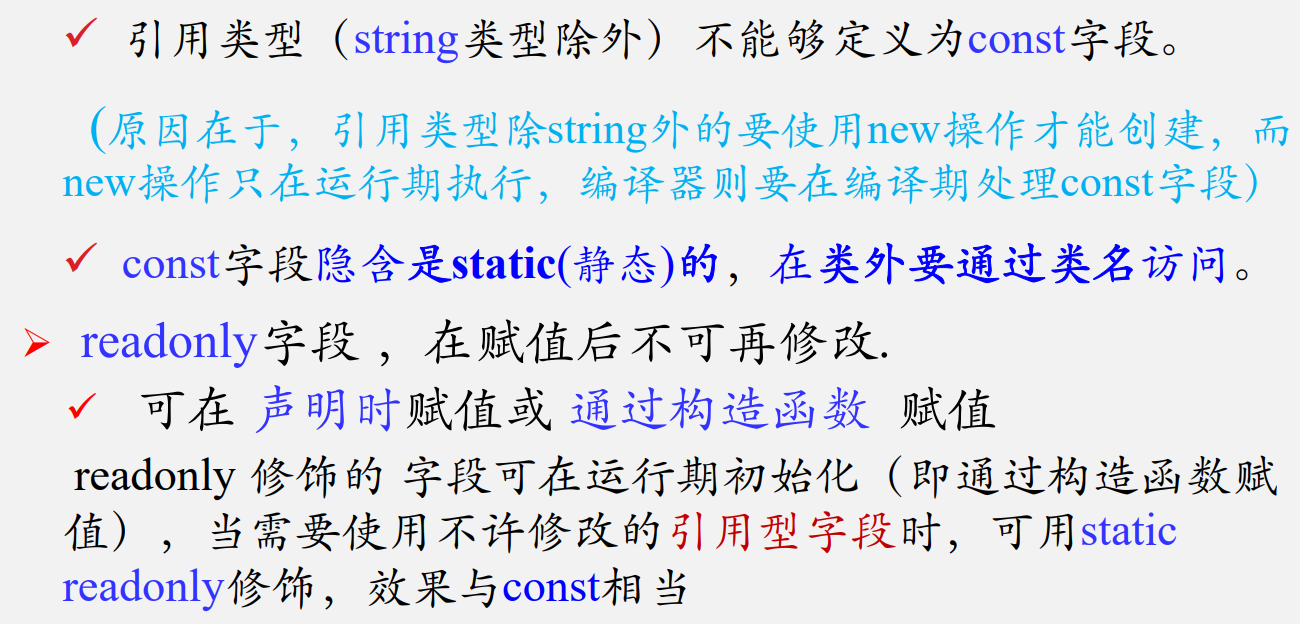 引用类型（string类型除外）不能够定义为const字段。
(原因在于，引用类型除string外的要使用new操作才能创建，而
new操作只在运行期执行，编译器则要在编译期处理const字段）
const字段隐含是static(静态)的，在类外要通过类名访问。
readonly字段 ，在赋值后不可再修改.
可在 声明时赋值或 通过构造函数 赋值
readonly 修饰的 字段可在运行期初始化（即通过构造函数赋
值），当需要使用不许修改的引用型字段时，可用static
readonly修饰，效果与const相当